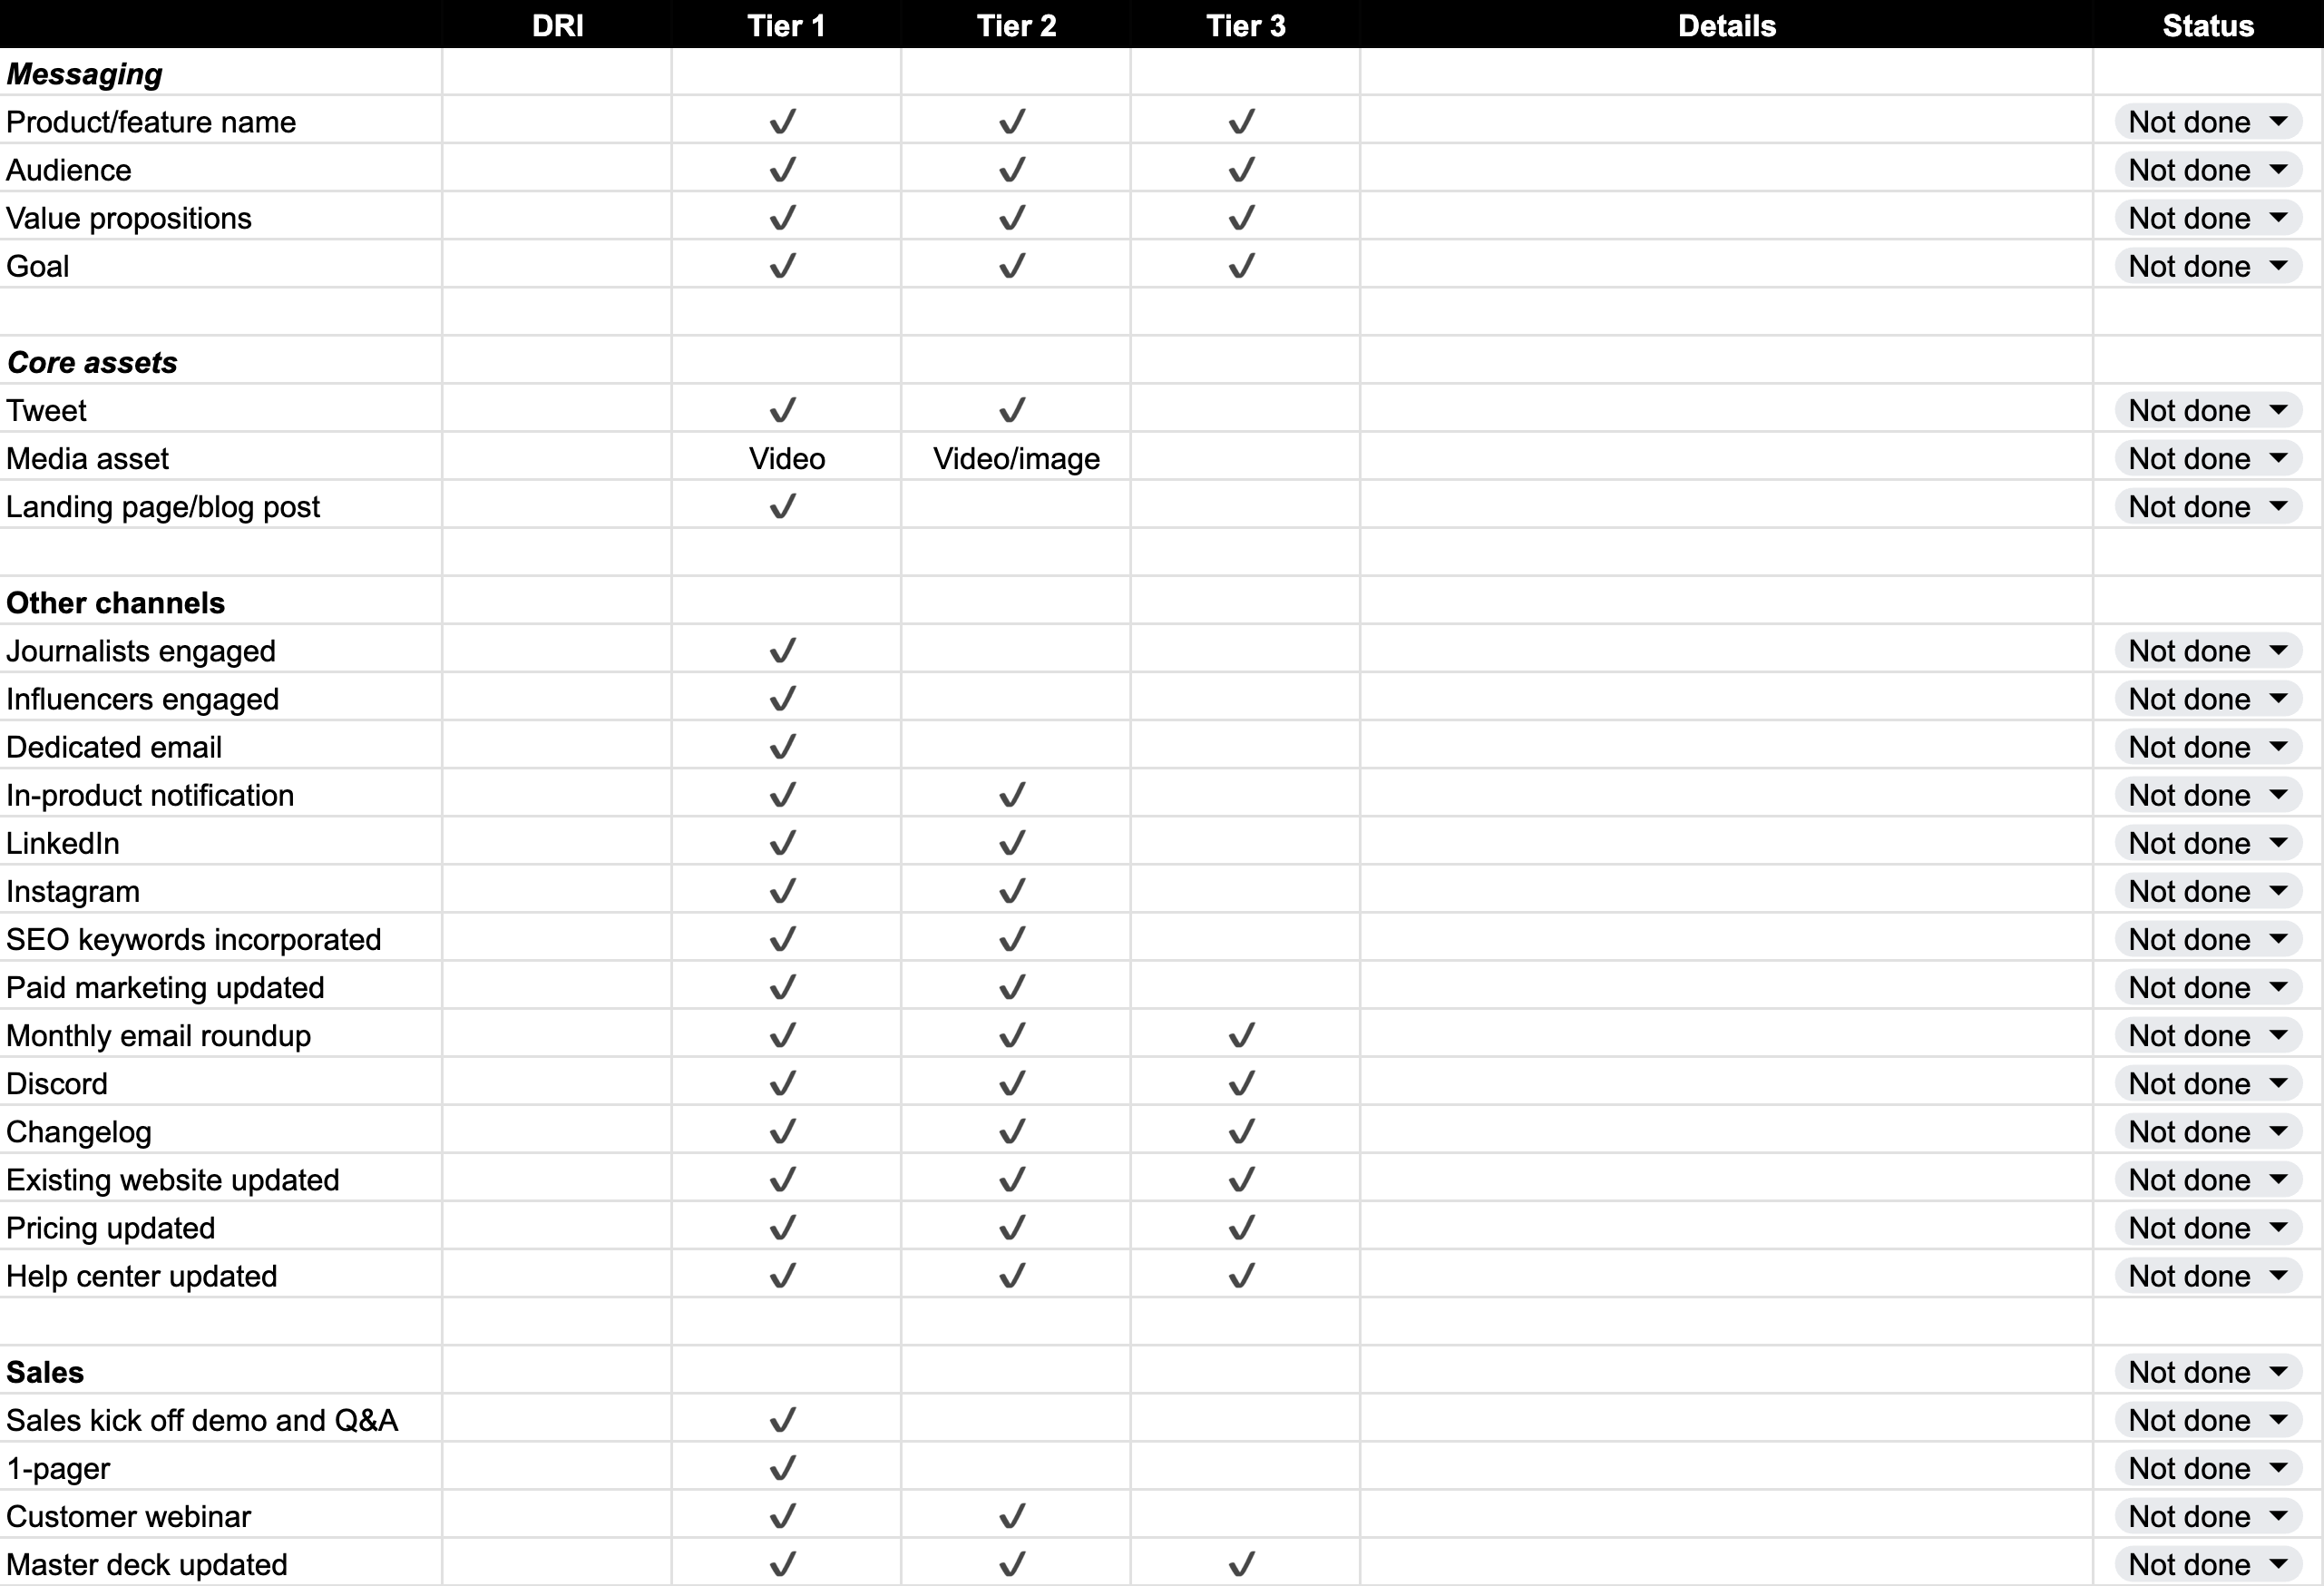 DRI Tier 1 Tier 2 Tier 3 Details Status
Messaging
Product/feature name ✓ ✓ ✓ Not done
Audience ✓ ✓ ✓ Not done
Value propositions ✓ ✓ ✓ Not done
Goal ✓ ✓ ✓ Not done
Core assets
Tweet ✓ ✓ Not done
Media asset Video Video/image Not done
Landing page/blog post ✓ Not done
Other channels
Journalists engaged ✓ Not done
Influencers engaged ✓ Not done
Dedicated email ✓ Not done
In-product notification ✓ ✓ Not done
LinkedIn ✓ ✓ Not done
Instagram ✓ ✓ Not done
SEO keywords incorporated ✓ ✓ Not done
Paid marketing updated ✓ ✓ Not done
Monthly email roundup ✓ ✓ ✓ Not done
Discord ✓ ✓ ✓ Not done
Changelog ✓ ✓ ✓ Not done
Existing website updated ✓ ✓ ✓ Not done
Pricing updated ✓ ✓ ✓ Not done
Help center updated ✓ ✓ ✓ Not done
Sales Not done
Sales kick off demo and Q&A ✓ Not done
1-pager ✓ Not done
Customer webinar ✓ ✓ Not done
Master deck updated ✓ ✓ ✓ Not done